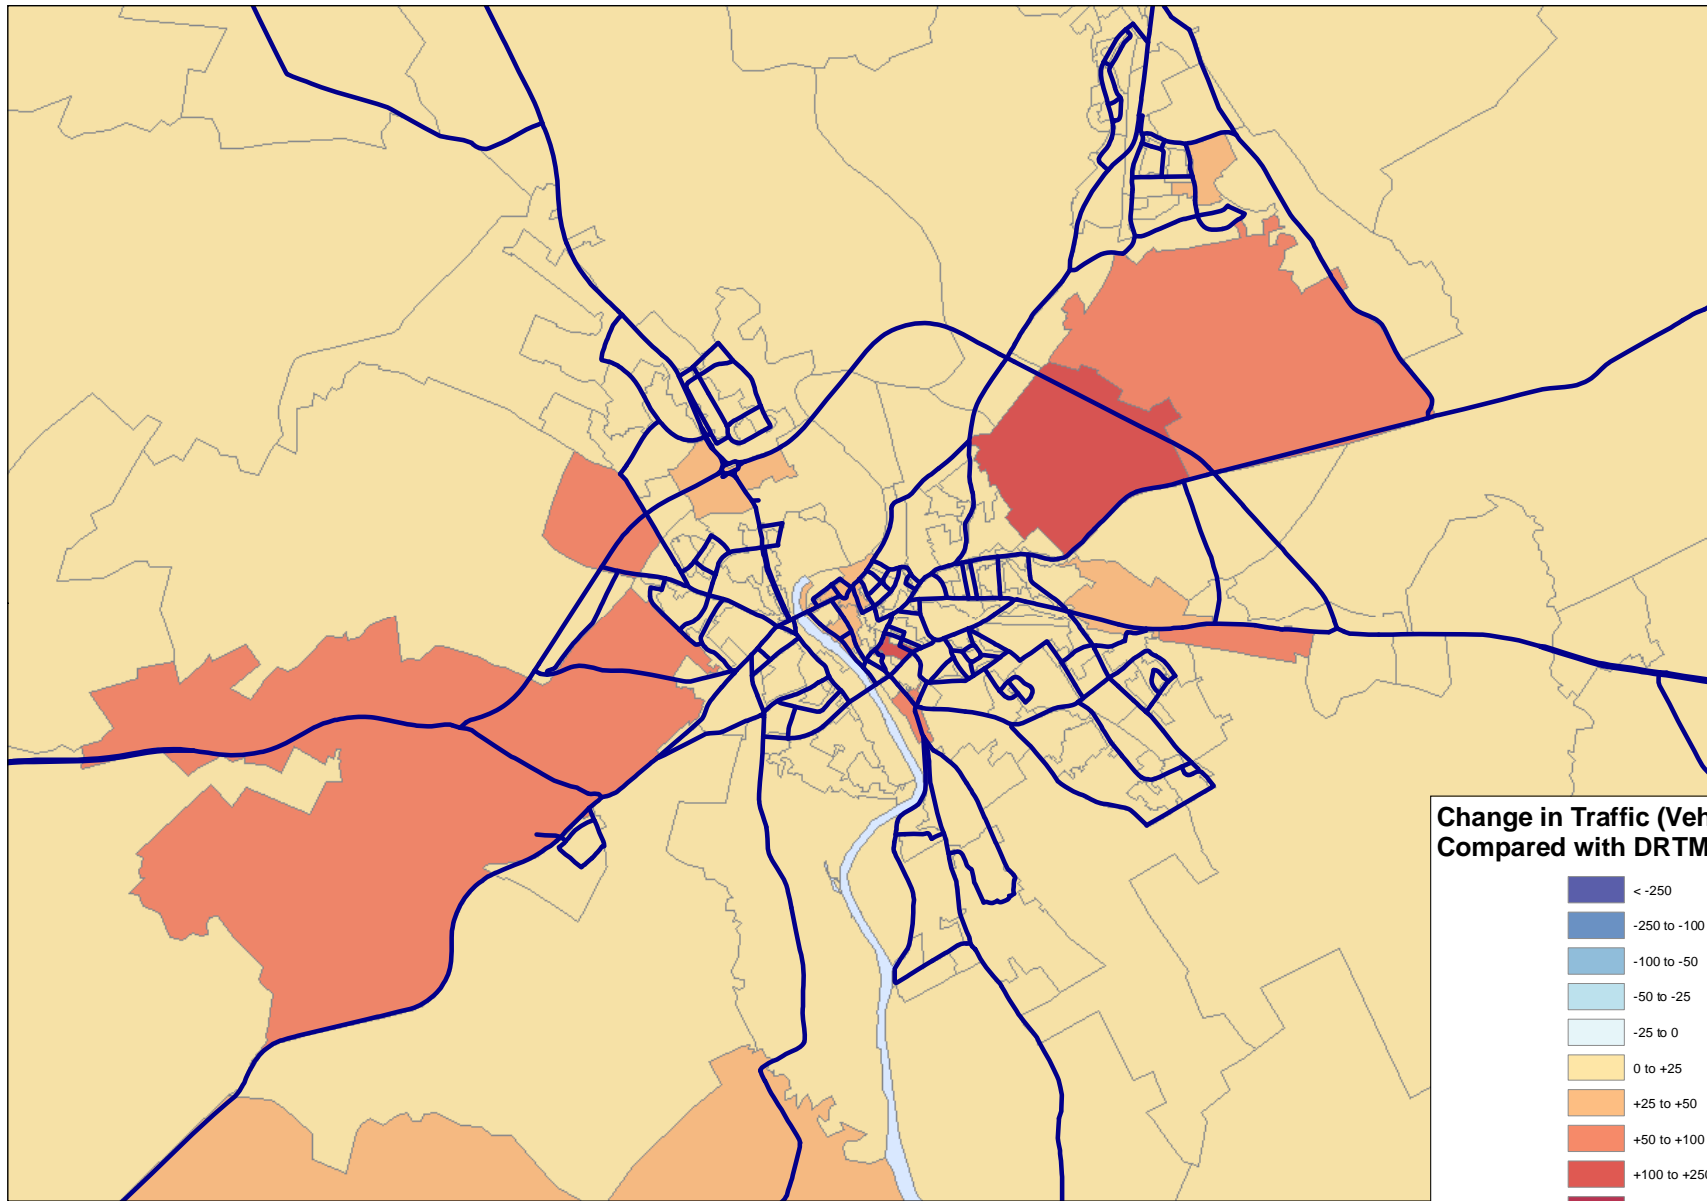 Change in Traffic (Veh
Compared with DRTM
< -250
-250 to -100
-100 to -50
-50 to -25
-25 to 0
0 to +25
+25 to +50
+50 to +100
+100 to +250